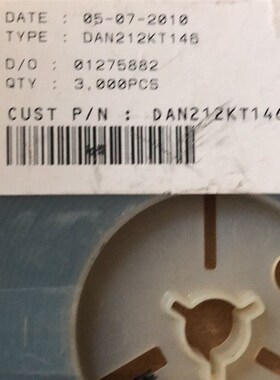 DATE : 05-07-2010
TYPE : DAN212KT146
D/O : 01275882
QTY : 3,000PCS
CUST P/N : DAN212KT146